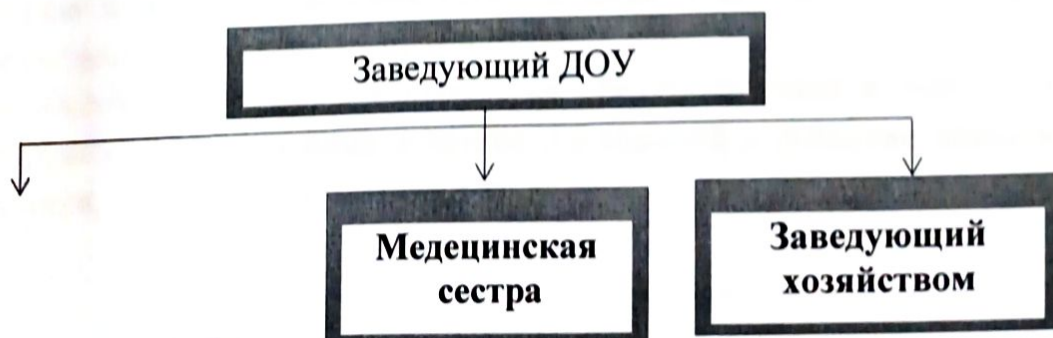 Заведующий ДОУ
Медецинская
сестра
Заведующий
хозяйством